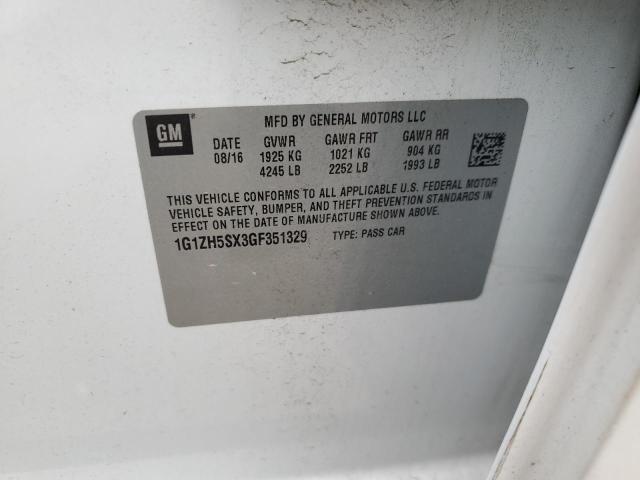 GM
MFD BY GENERAL MOTORS LLC
DATE GVWR GAWR FRT GAWR RR
08/16 1925 KG 1021 KG 904 KG
4245 LB 2252 LB 1993 LB
THIS VEHICLE CONFORMS TO ALL APPLICABLE U.S. FEDERAL MOTOR
VEHICLE SAFETY, BUMPER, AND THEFT PREVENTION STANDARDS IN
EFFECT ON THE DATE OF MANUFACTURE SHOWN ABOVE.
1G1ZH5SX3GF351329 TYPE: PASS CAR